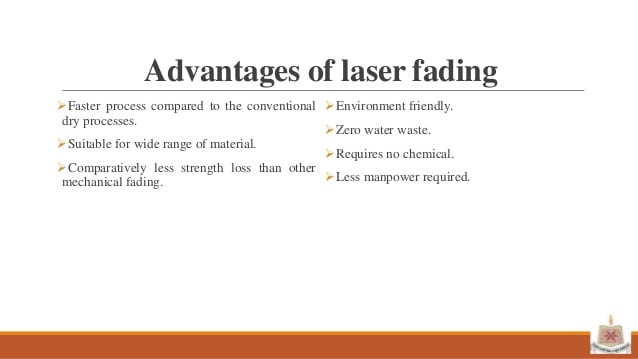 Advantages of laser fading
➢Faster process compared to the conventional
dry processes.
➢Suitable for wide range of material.
➢Comparatively less strength loss than other
mechanical fading.
➢Environment friendly.
➢Zero water waste.
➢Requires no chemical.
➢Less manpower required.